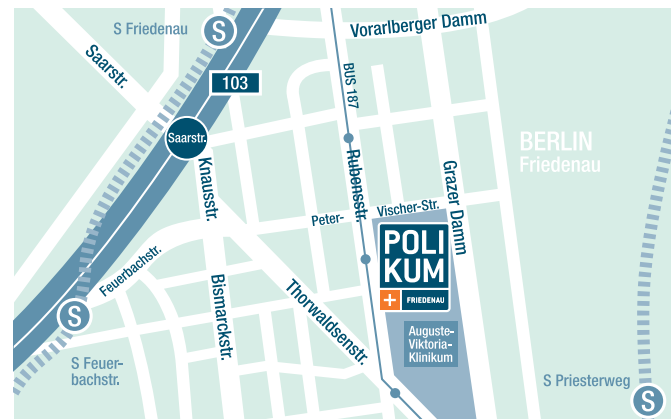 Vorarlberger Damm
S Friedenau
S
Saarstr.
103
BUS 187
Saarstr.
BERLIN
Friedenau
Knausstr.
Rubensstr.
Grazer Damm
Peter-
Vischer-Str.
POLI
KUM
FRIEDENAU
Feuerbachstr.
Bismarckstr.
Thorwaldsenstr.
S
Auguste-
Viktoria-
Klinikum
S Feuer-
bachstr.
S Priesterweg
S